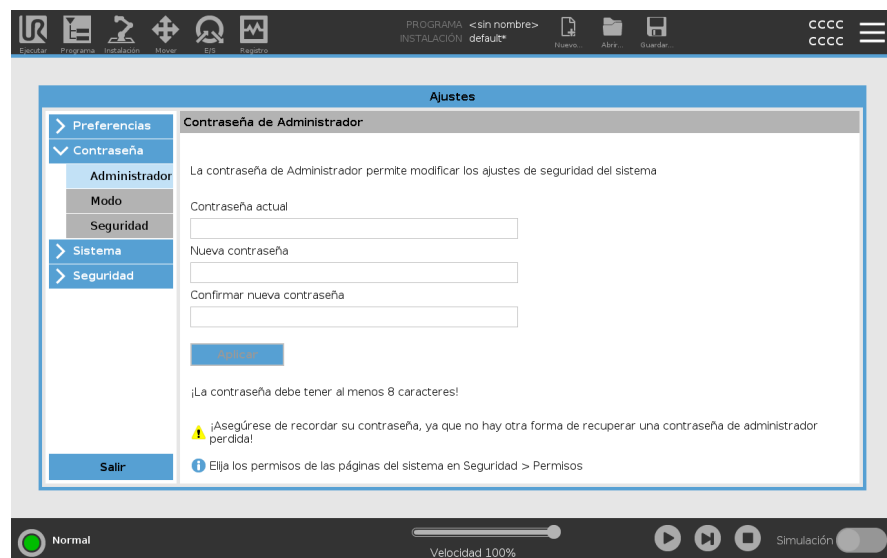 PROGRAMA <sin nombre>
INSTALACIÓN default*
Ejecutar Programa Instalación Mover E/S Registro
Nuevo... Abrir... Guardar...
CCCC
CCCC
Ajustes
Preferencias
Contraseña
Administrador
Modo
Seguridad
Sistema
Seguridad
Salir
Contraseña de Administrador
La contraseña de Administrador permite modificar los ajustes de seguridad del sistema
Contraseña actual
Nueva contraseña
Confirmar nueva contraseña
Aplicar
¡La contraseña debe tener al menos 8 caracteres!
¡Asegúrese de recordar su contraseña, ya que no hay otra forma de recuperar una contraseña de administrador
perdida!
Elija los permisos de las páginas del sistema en Seguridad > Permisos
Normal
Velocidad 100%
Simulación